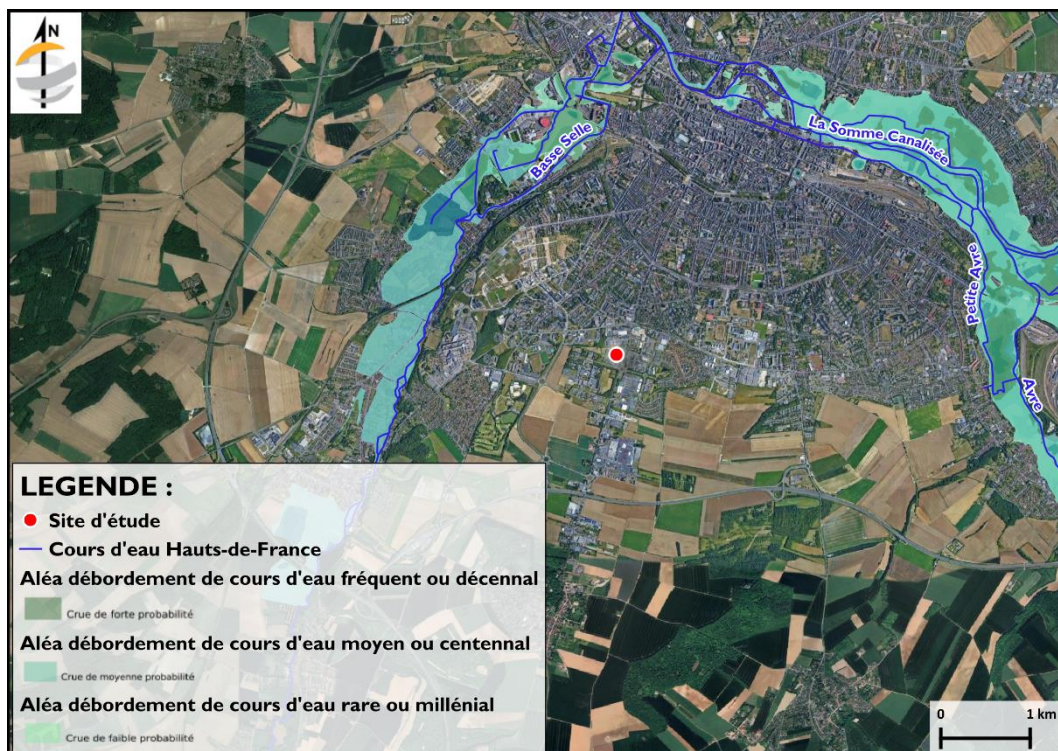 N
Basse Selle
La Somme Canalisée
Petite Avre
Avre
LEGENDE :
Site d'étude
Cours d'eau Hauts-de-France
Aléa débordement de cours d'eau fréquent ou décennal
Crue de forte probabilité
Aléa débordement de cours d'eau moyen ou centennal
Crue de moyenne probabilité
Aléa débordement de cours d'eau rare ou millénial
Crue de faible probabilité
0 1 km